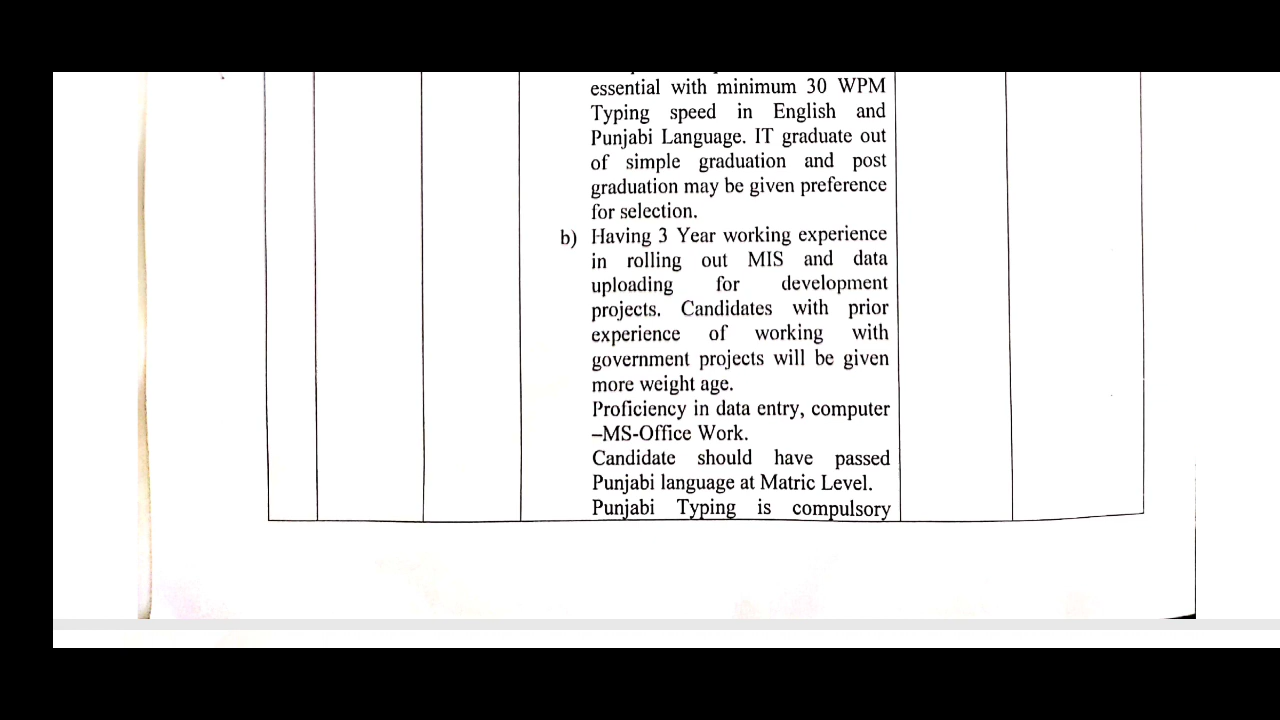 essential with minimum 30 WPM
Typing speed in English and
Punjabi Language. IT graduate out
of simple graduation and post
graduation may be given preference
for selection.
b) Having 3 Year working experience
in rolling out MIS and data
uploading for development
projects. Candidates with prior
experience of working with
government projects will be given
more weight age.
Proficiency in data entry, computer
–MS-Office Work.
Candidate should have passed
Punjabi language at Matric Level.
Punjabi Typing is compulsory